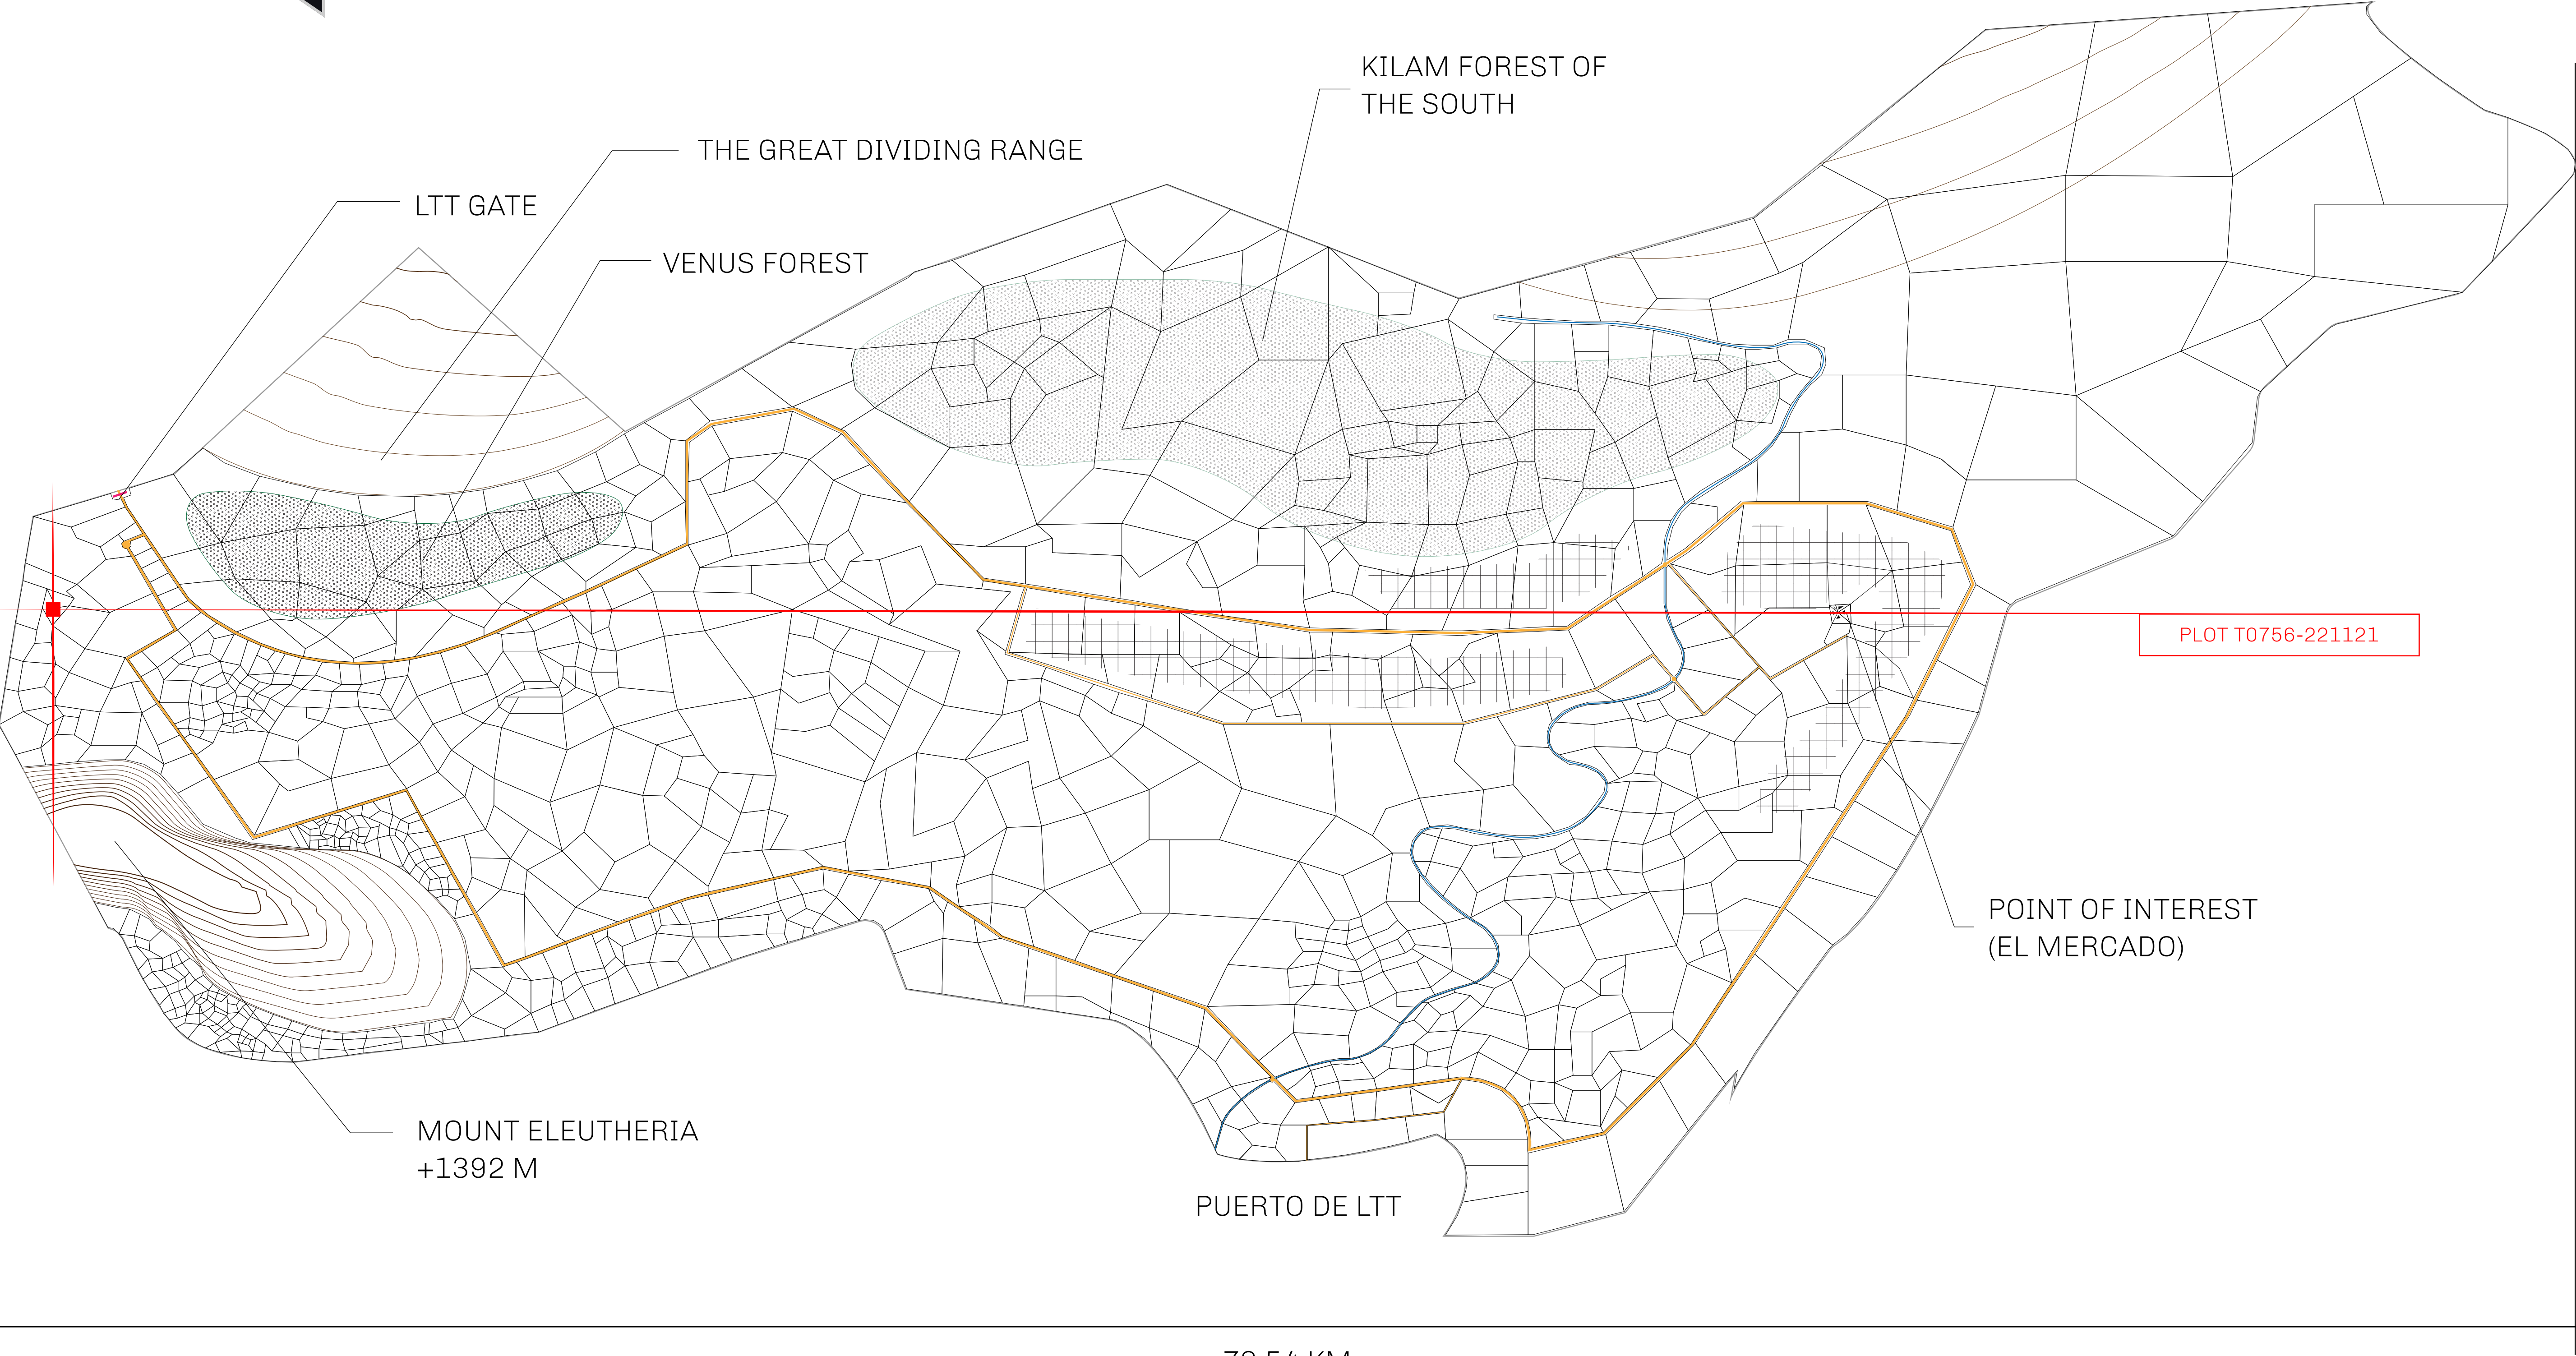 KILAM FOREST OF
THE SOUTH
THE GREAT DIVIDING RANGE
LTT GATE
VENUS FOREST
PLOT T0756-221121
POINT OF INTEREST
(EL MERCADO)
MOUNT ELEUTHERIA
+1392 M
PUERTO DE LTT
KM